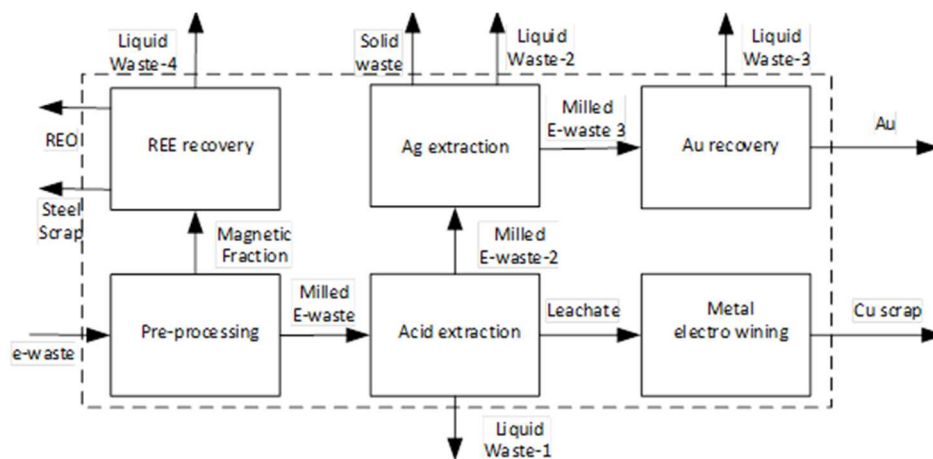 Liquid
Waste-4
Solid
waste
Liquid
Waste-2
Liquid
Waste-3
REO
REE recovery
Ag extraction
Milled
E-waste 3
Au recovery
Au
Steel
Scrap
Magnetic
Fraction
Milled
E-waste-2
e-waste
Pre-processing
Milled
E-waste
Acid extraction
Leachate
Metal
electro wining
Cu scrap
Liquid
Waste-1